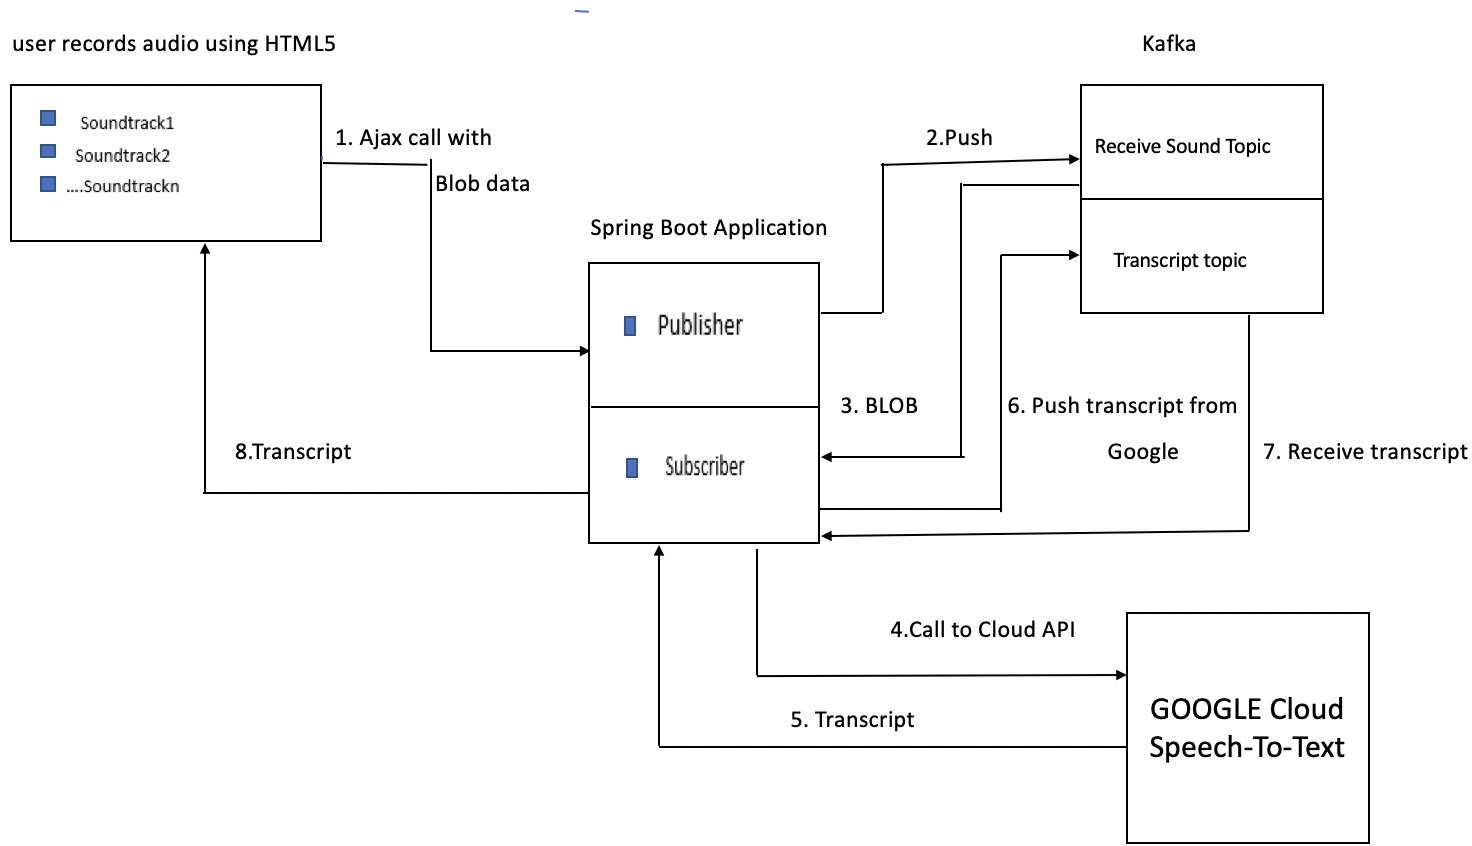 user records audio using HTML5
Kafka
Soundtrack1
Soundtrack2
....Soundtrackn
1. Ajax call with
Blob data
2.Push
Receive Sound Topic
Transcript topic
Spring Boot Application
Publisher
Subscriber
3. BLOB
6. Push transcript from
Google
7. Receive transcript
8.Transcript
4.Call to Cloud API
5. Transcript
GOOGLE Cloud
Speech-To-Text